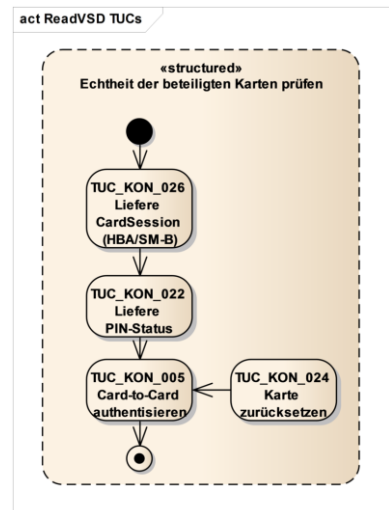 act ReadVSD TUCs
«structured»
Echtheit der beteiligten Karten prüfen
TUC_KON_026
Liefere
CardSession
(HBA/SM-B)
TUC_KON_022
Liefere
PIN-Status
TUC_KON_005
Card-to-Card
authentisieren
TUC_KON_024
Karte
zurücksetzen